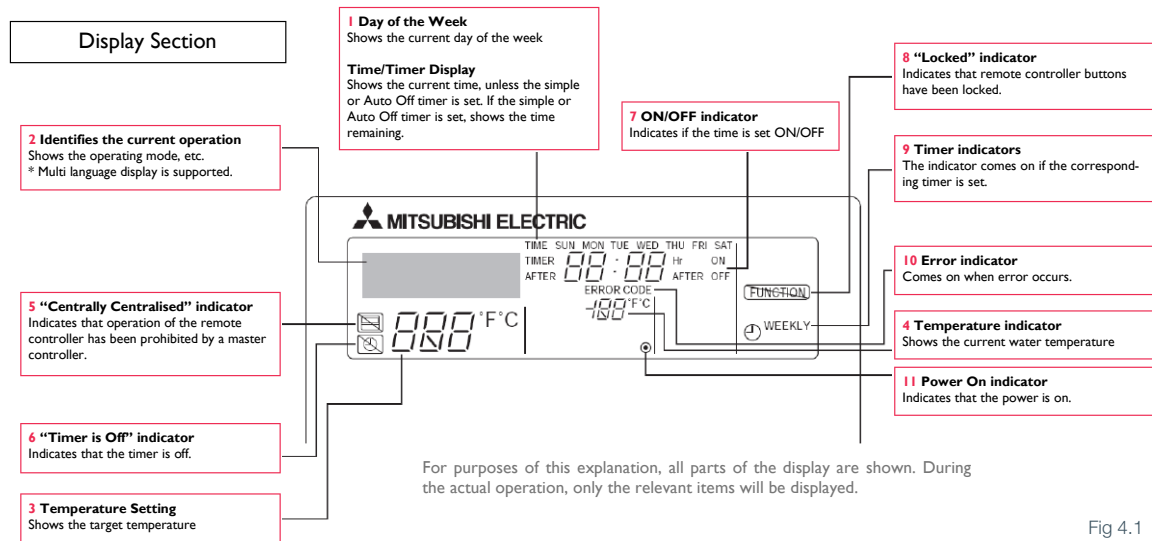 Display Section
1 Day of the Week
Shows the current day of the week
Time/Timer Display
Shows the current time, unless the simple
or Auto Off timer is set. If the simple or
Auto Off timer is set, shows the time
remaining.
8 “Locked” indicator
Indicates that remote controller buttons
have been locked.
7 ON/OFF indicator
Indicates if the time is set ON/OFF
2 Identifies the current operation
Shows the operating mode, etc.
* Multi language display is supported.
9 Timer indicators
The indicator comes on if the correspond-
ing timer is set.
MITSUBISHI ELECTRIC
TIME SUN MON TUE WED THU FRI SAT
TIMER 88:88 Hr ON
AFTER AFTER OFF
ERROR CODE
-188°F°C
FUNCTION
WEEKLY
888°F°C
10 Error indicator
Comes on when error occurs.
5 “Centrally Centralised” indicator
Indicates that operation of the remote
controller has been prohibited by a master
controller.
4 Temperature indicator
Shows the current water temperature
11 Power On indicator
Indicates that the power is on.
6 “Timer is Off” indicator
Indicates that the timer is off.
For purposes of this explanation, all parts of the display are shown. During
the actual operation, only the relevant items will be displayed.
3 Temperature Setting
Shows the target temperature
Fig 4.1